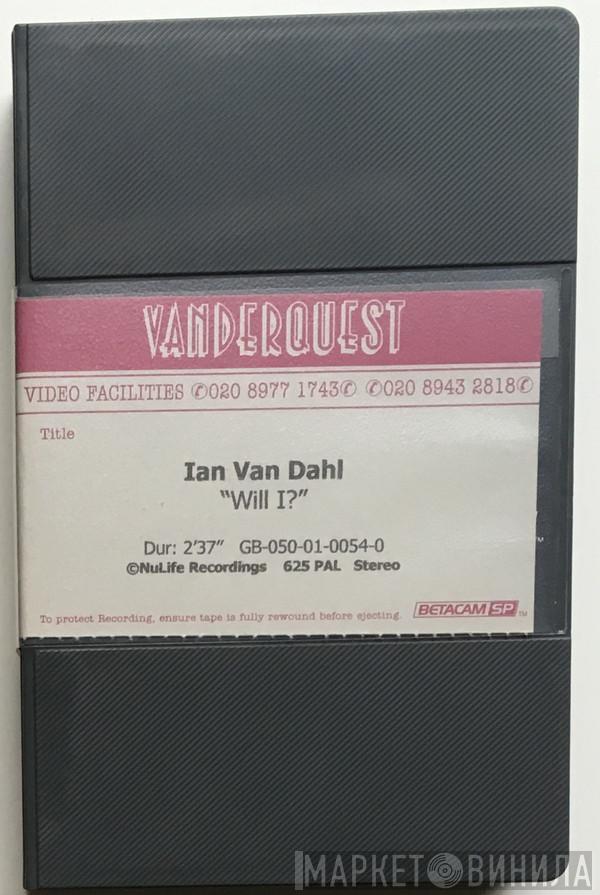 VANDERQUEST
VIDEO FACILITIES ✆020 8977 1743✆ ✆020 8943 2818✆
Title
Ian Van Dahl
"Will I?"
Dur: 2'37" GB-050-01-0054-0
©NuLife Recordings 625 PAL Stereo
To protect Recording, ensure tape is fully rewound before ejecting. BETACAM SP TM
МАРКЕТ ВИНИЛА